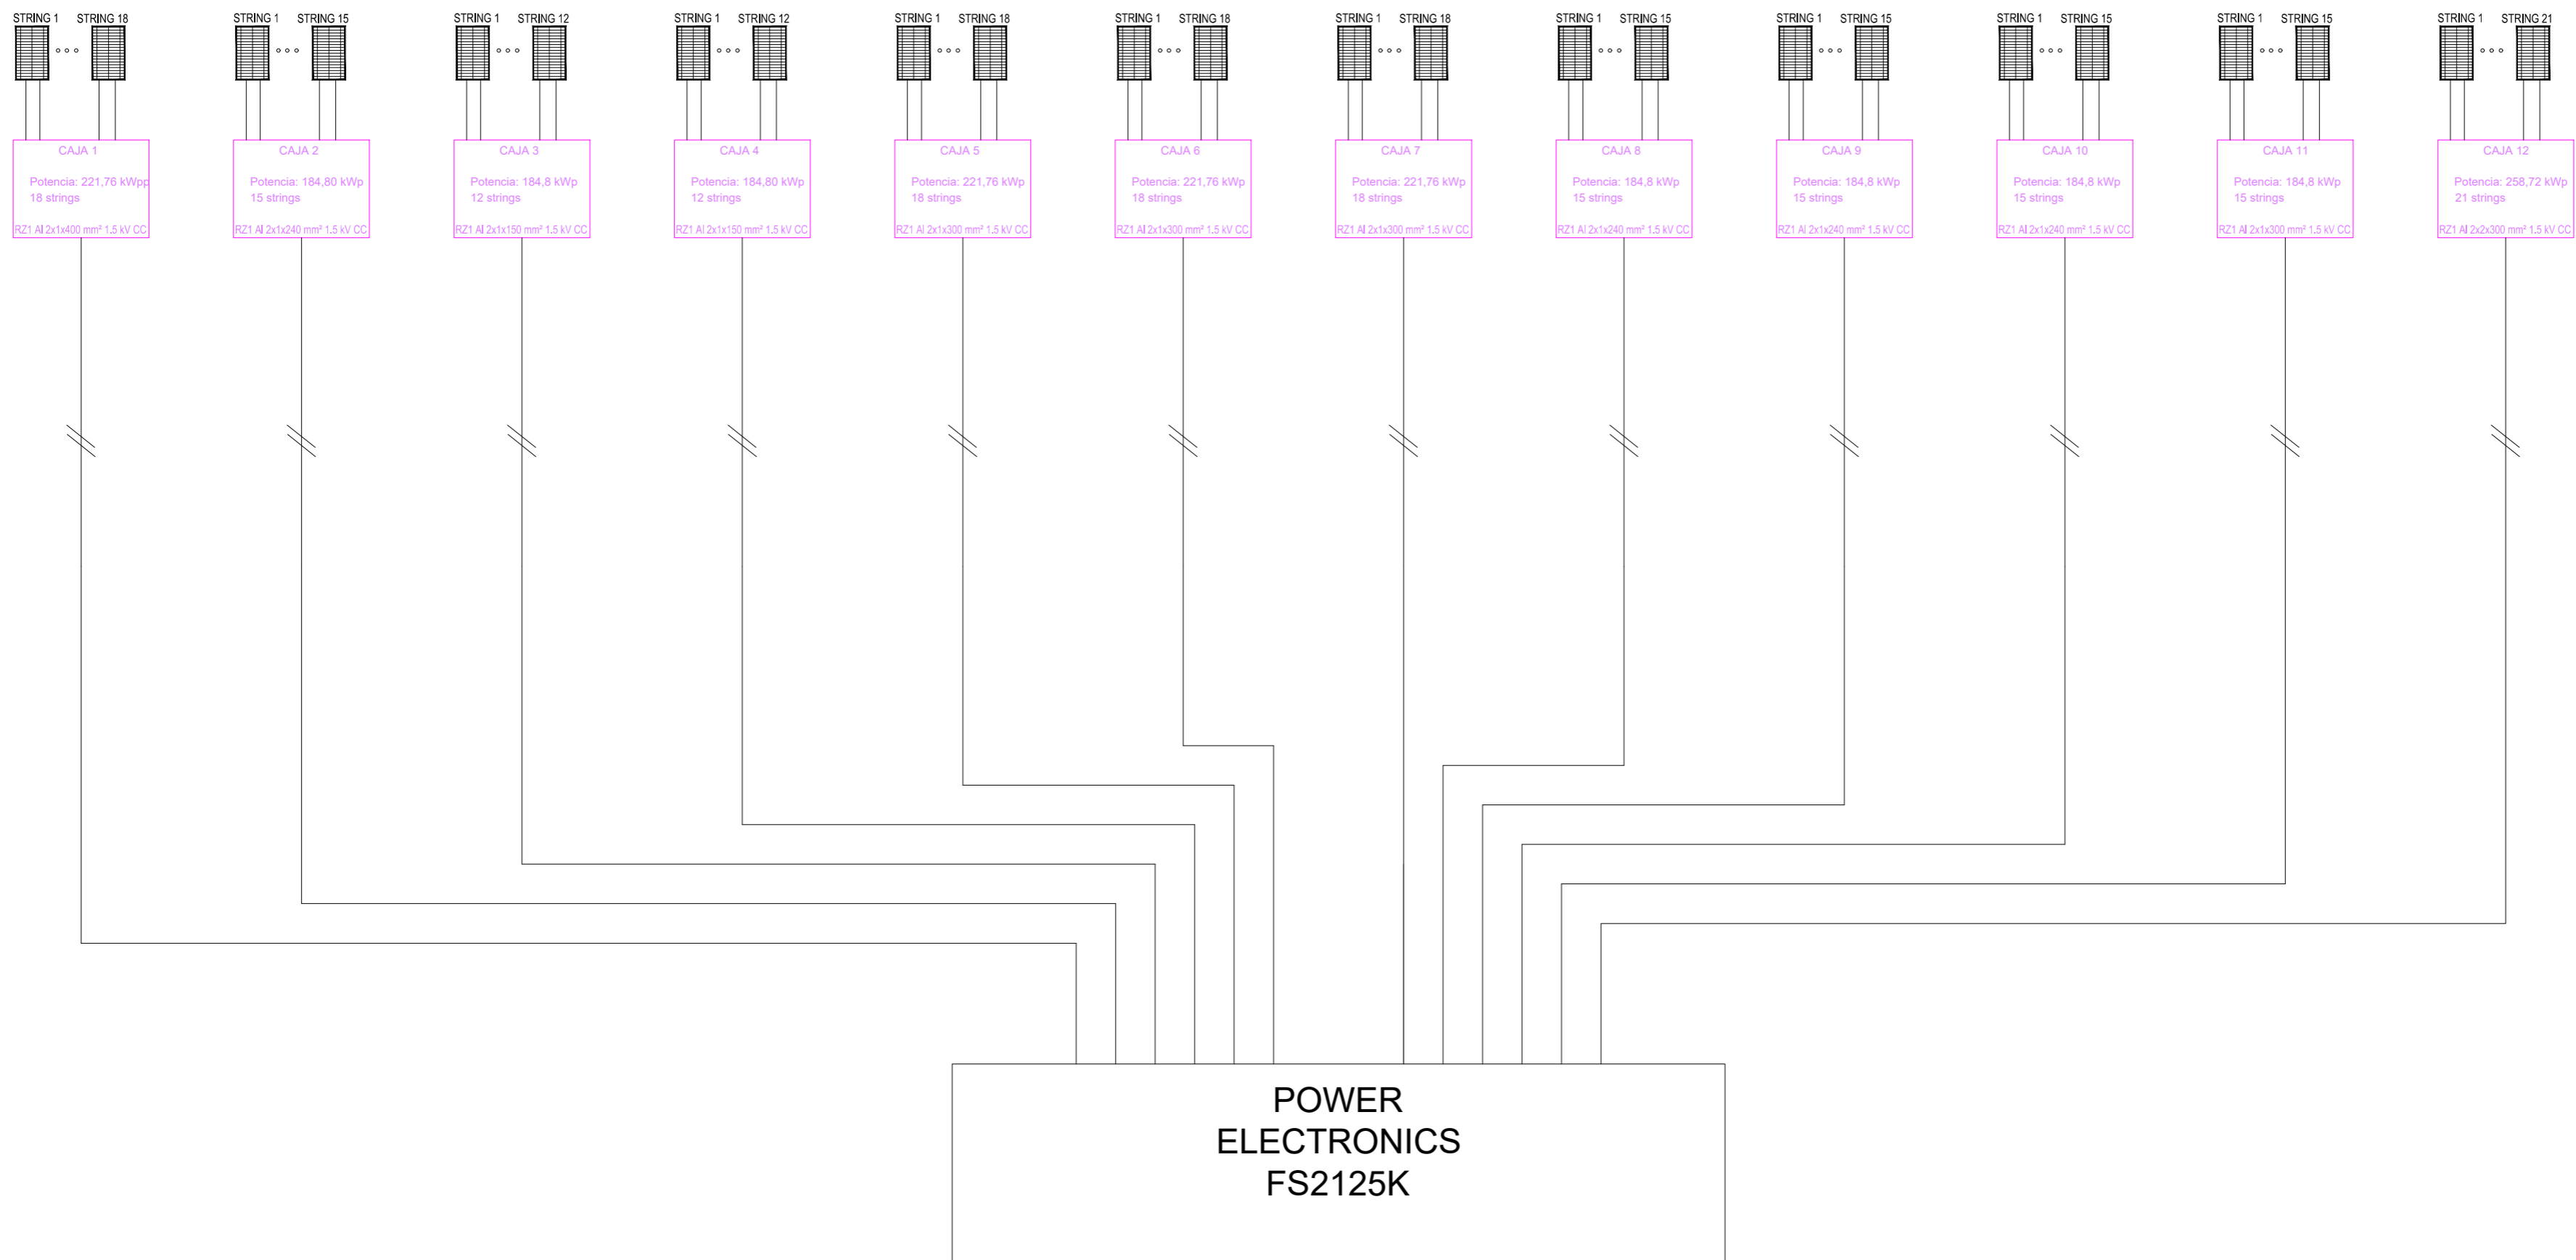 STRING 1 STRING 18
STRING 1 STRING 15
STRING 1 STRING 12
STRING 1 STRING 12
STRING 1 STRING 18
STRING 1 STRING 18
STRING 1 STRING 18
STRING 1 STRING 15
STRING 1 STRING 15
STRING 1 STRING 15
STRING 1 STRING 15
STRING 1 STRING 21
CAJA 1
Potencia: 221,76 kWpp
18 strings
RZ1 Al 2x1x400 mm² 1.5 kV CC
CAJA 2
Potencia: 184,80 kWp
15 strings
RZ1 Al 2x1x240 mm² 1.5 kV CC
CAJA 3
Potencia: 184,8 kWp
12 strings
RZ1 Al 2x1x150 mm² 1.5 kV CC
CAJA 4
Potencia: 184,80 kWp
12 strings
RZ1 Al 2x1x150 mm² 1.5 kV CC
CAJA 5
Potencia: 221,76 kWp
18 strings
RZ1 Al 2x1x300 mm² 1.5 kV CC
CAJA 6
Potencia: 221,76 kWp
18 strings
RZ1 Al 2x1x300 mm² 1.5 kV CC
CAJA 7
Potencia: 221,76 kWp
18 strings
RZ1 Al 2x1x300 mm² 1.5 kV CC
CAJA 8
Potencia: 184,8 kWp
15 strings
RZ1 Al 2x1x240 mm² 1.5 kV CC
CAJA 9
Potencia: 184,8 kWp
15 strings
RZ1 Al 2x1x240 mm² 1.5 kV CC
CAJA 10
Potencia: 184,8 kWp
15 strings
RZ1 Al 2x1x240 mm² 1.5 kV CC
CAJA 11
Potencia: 184,8 kWp
15 strings
RZ1 Al 2x1x300 mm² 1.5 kV CC
CAJA 12
Potencia: 258,72 kWp
21 strings
RZ1 Al 2x2x300 mm² 1.5 kV CC
POWER
ELECTRONICS
FS2125K